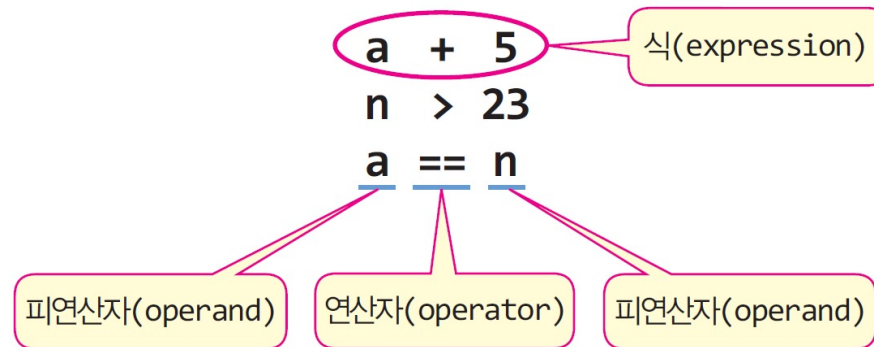 a + 5
식(expression)
n > 23
a == n
피연산자(operand)
연산자(operator)
피연산자(operand)